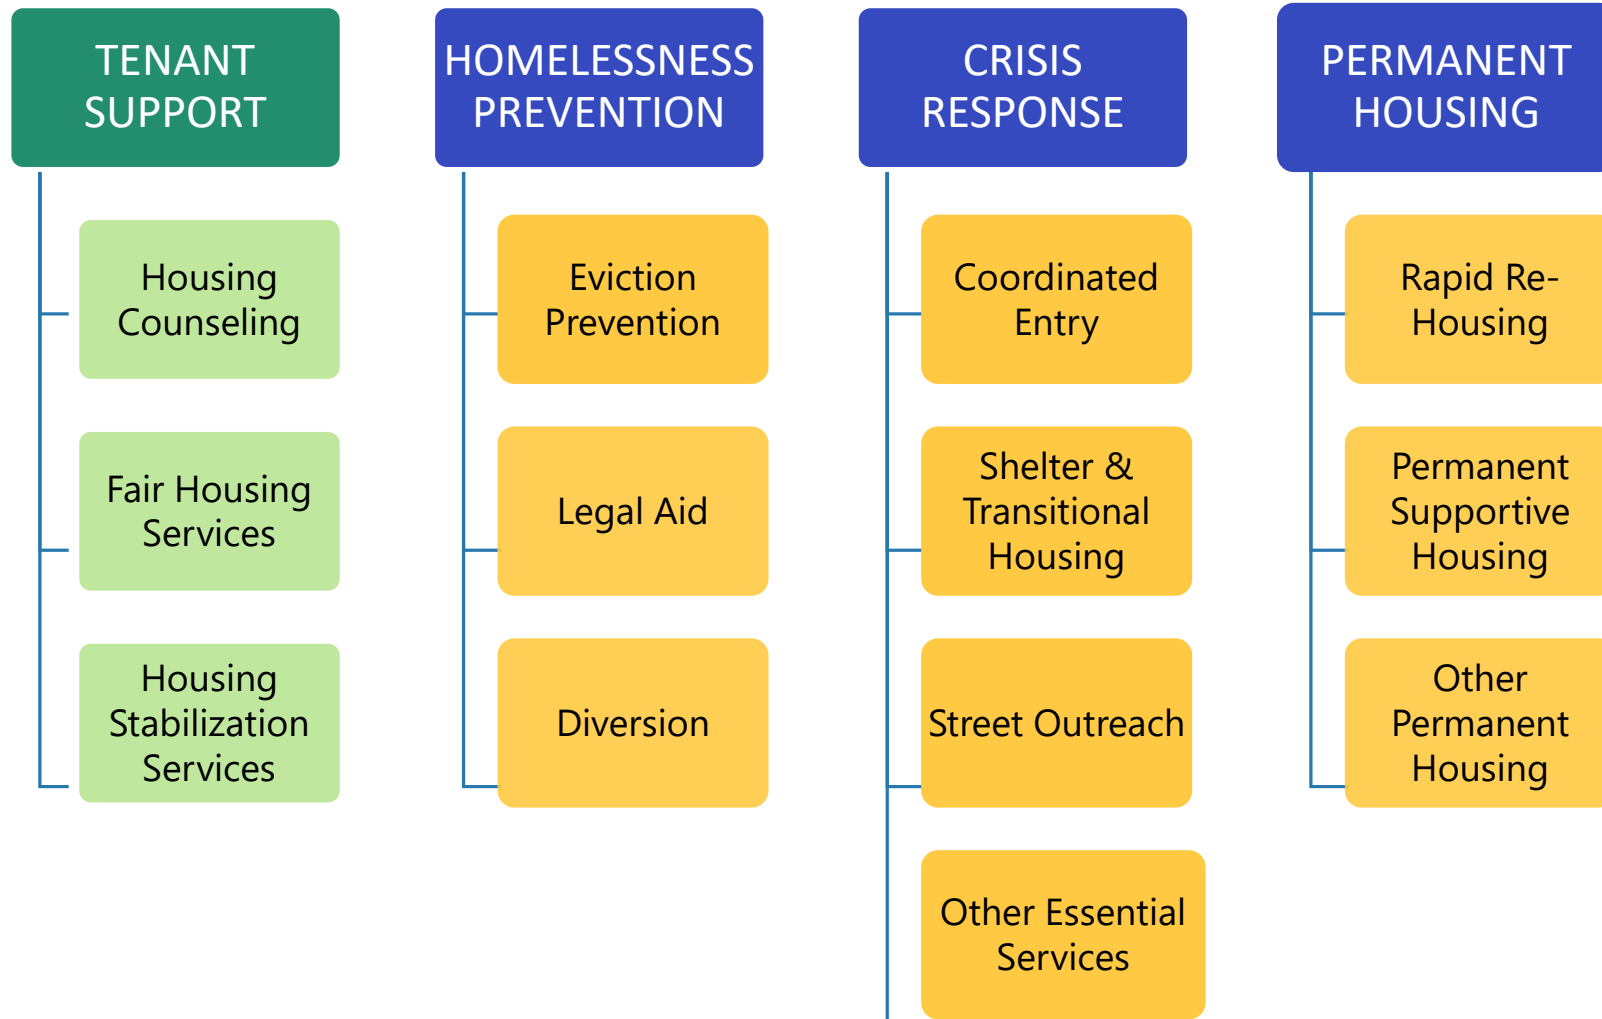 TENANT
SUPPORT
Housing
Counseling
Fair Housing
Services
Housing
Stabilization
Services
HOMELESSNESS
PREVENTION
Eviction
Prevention
Legal Aid
Diversion
CRISIS
RESPONSE
Coordinated
Entry
Shelter &
Transitional
Housing
Street Outreach
Other Essential
Services
PERMANENT
HOUSING
Rapid Re-
Housing
Permanent
Supportive
Housing
Other
Permanent
Housing